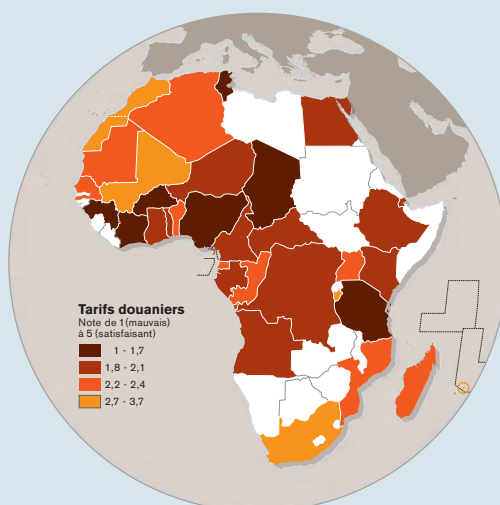 Tarifs douaniers
Note de 1 (mauvais)
à 5 (satisfaisant)
1 - 1,7
1,8 - 2,1
2,2 - 2,4
2,7 - 3,7